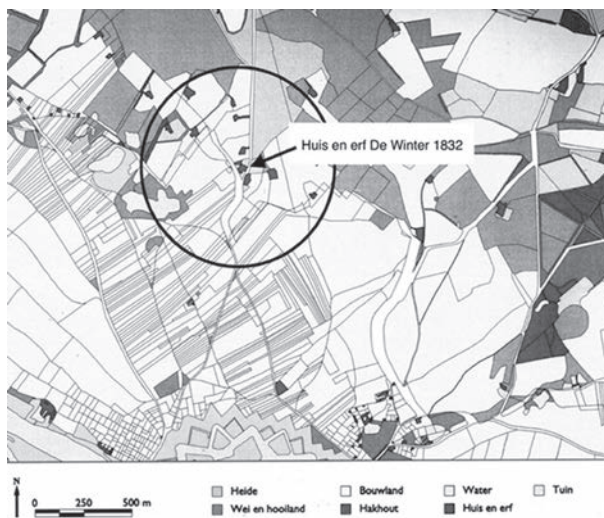 Huis en erf De Winter 1832
N
0 250 500 m
Heide Bouwland Water Tuin
Wei en hooiland Hakhout Huis en erf